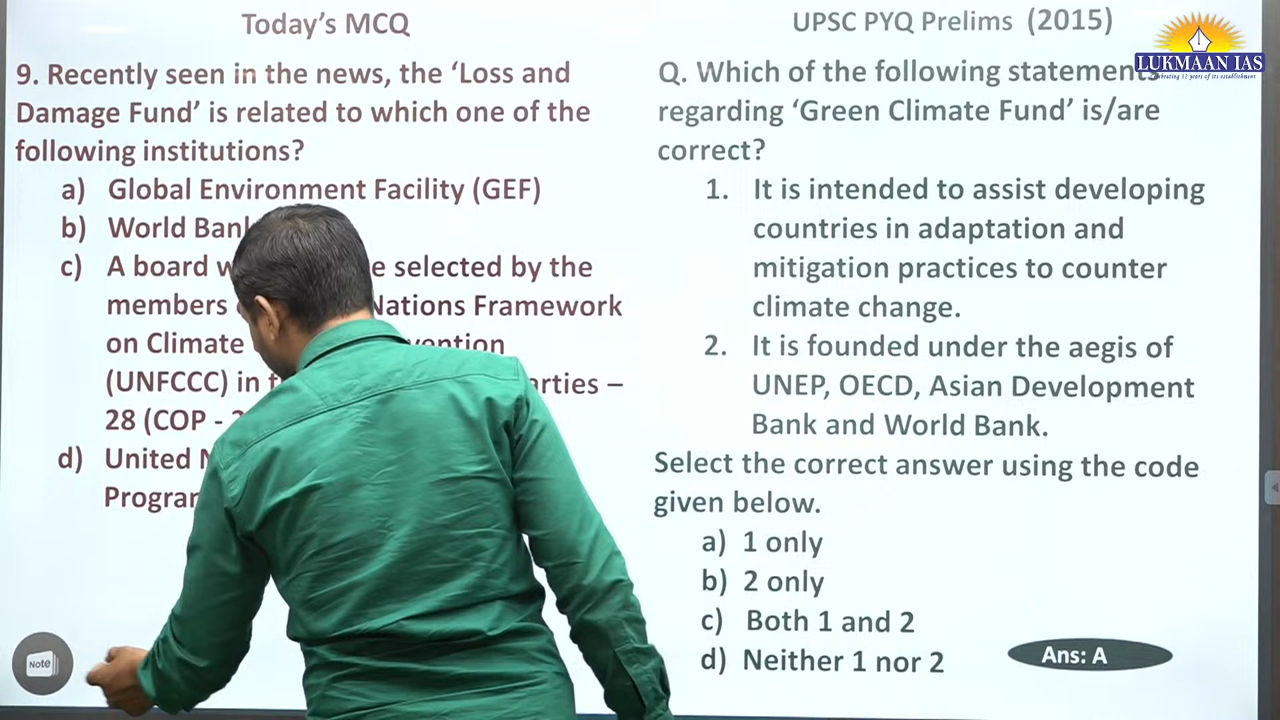 Today's MCQ
9. Recently seen in the news, the ‘Loss and
Damage Fund’ is related to which one of the
following institutions?
a) Global Environment Facility (GEF)
b) World Bank
c) A board selected by the
members Nations Framework
on Climate
(UNFCCC) in – 
28 (COP -
d) United
UPSC PYQ Prelims (2015)
Q. Which of the following statements
regarding ‘Green Climate Fund’ is/are
correct?
1. It is intended to assist developing
countries in adaptation and
mitigation practices to counter
climate change.
2. It is founded under the aegis of
UNEP, OECD, Asian Development
Bank and World Bank.
Select the correct answer using the code
given below.
a) 1 only
b) 2 only
c) Both 1 and 2
d) Neither 1 nor 2
Ans: A
LUKMAAN IAS
Note